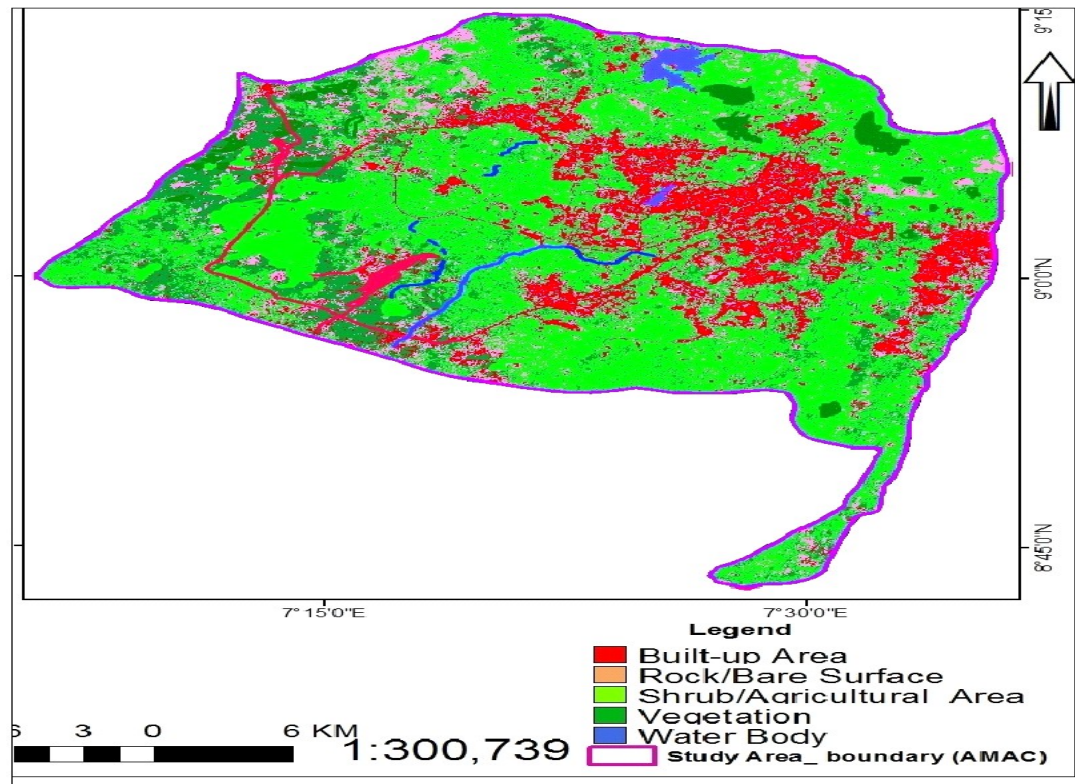 9°15
9°0'0"N
8°45'0"N
7°15'0"E
7°30'0"E
Legend
Built-up Area
Rock/Bare Surface
Shrub/Agricultural Area
Vegetation
Water Body
Study Area_ boundary (AMAC)
6 3 0 6 KM
1:300,739